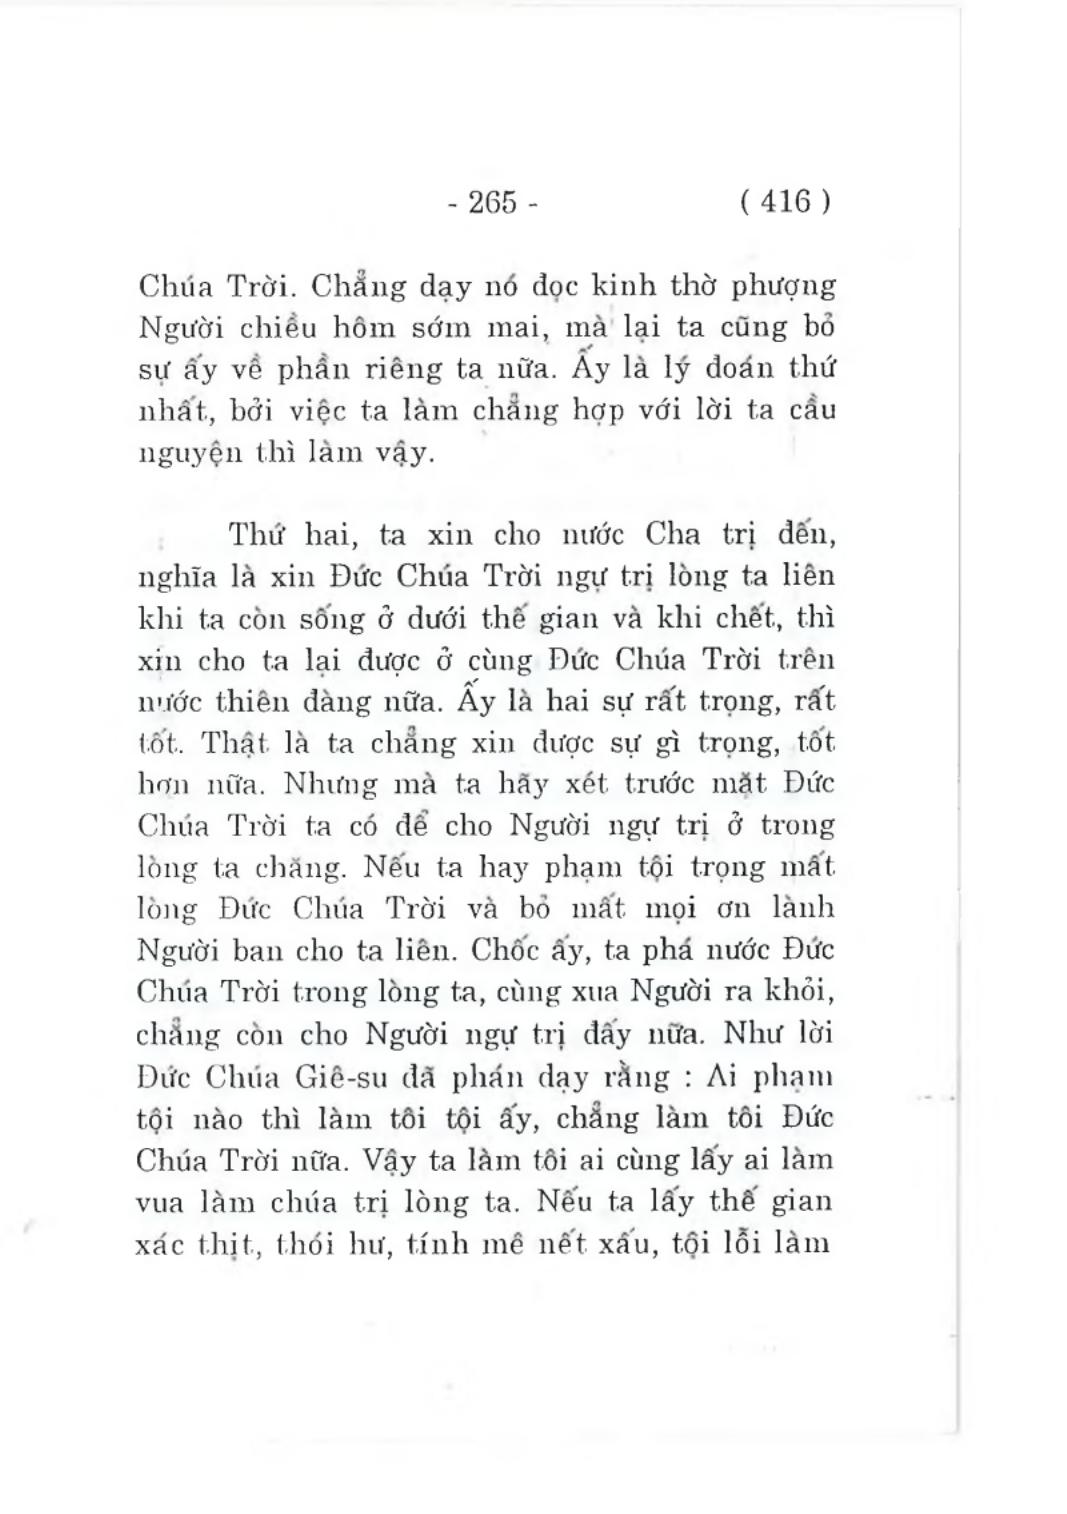 - 265 - ( 416 )
Chúa Trời. Chẳng dạy nó đọc kinh thờ phượng
Người chiều hôm sớm mai, mà lại ta cũng bỏ
sự ấy về phần riêng ta nữa. Ấy là lý đoán thứ
nhất, bởi việc ta làm chẳng hợp với lời ta cầu
nguyện thì làm vậy.
Thứ hai, ta xin cho nước Cha trị đến,
nghĩa là xin Đức Chúa Trời ngự trị lòng ta liên
khi ta còn sống ở dưới thế gian và khi chết, thì
xin cho ta lại được ở cùng Đức Chúa Trời trên
nước thiên đàng nữa. Ấy là hai sự rất trọng, rất
tốt. Thật là ta chẳng xin được sự gì trọng, tốt
hơn nữa. Nhưng mà ta hãy xét trước mặt Đức
Chúa Trời ta có để cho Người ngự trị ở trong
lòng ta chăng. Nếu ta hay phạm tội trọng mất
lòng Đức Chúa Trời và bỏ mất mọi ơn lành
Người ban cho ta liên. Chốc ấy, ta phá nước Đức
Chúa Trời trong lòng ta, cùng xua Người ra khỏi,
chẳng còn cho Người ngự trị đấy nữa. Như lời
Đức Chúa Giê-su đã phán dạy rằng : Ai phạm
tội nào thì làm tôi tội ấy, chẳng làm tôi Đức
Chúa Trời nữa. Vậy ta làm tôi ai cùng lấy ai làm
vua làm chúa trị lòng ta. Nếu ta lấy thế gian
xác thịt, thói hư, tính mê nết xấu, tội lỗi làm